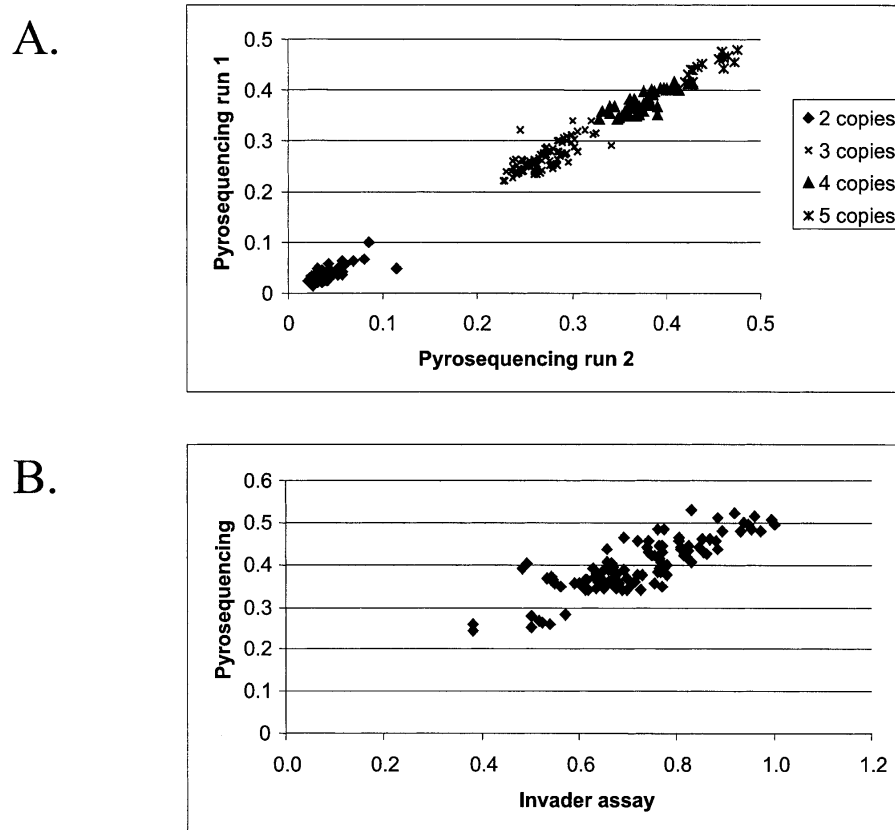 A.
Pyrosequencing run 1
0.5
0.4
0.3
0.2
0.1
0
0 0.1 0.2 0.3 0.4 0.5
Pyrosequencing run 2
2 copies
3 copies
4 copies
5 copies
B.
Pyrosequencing
0.6
0.5
0.4
0.3
0.2
0.1
0
0.0 0.2 0.4 0.6 0.8 1.0 1.2
Invader assay